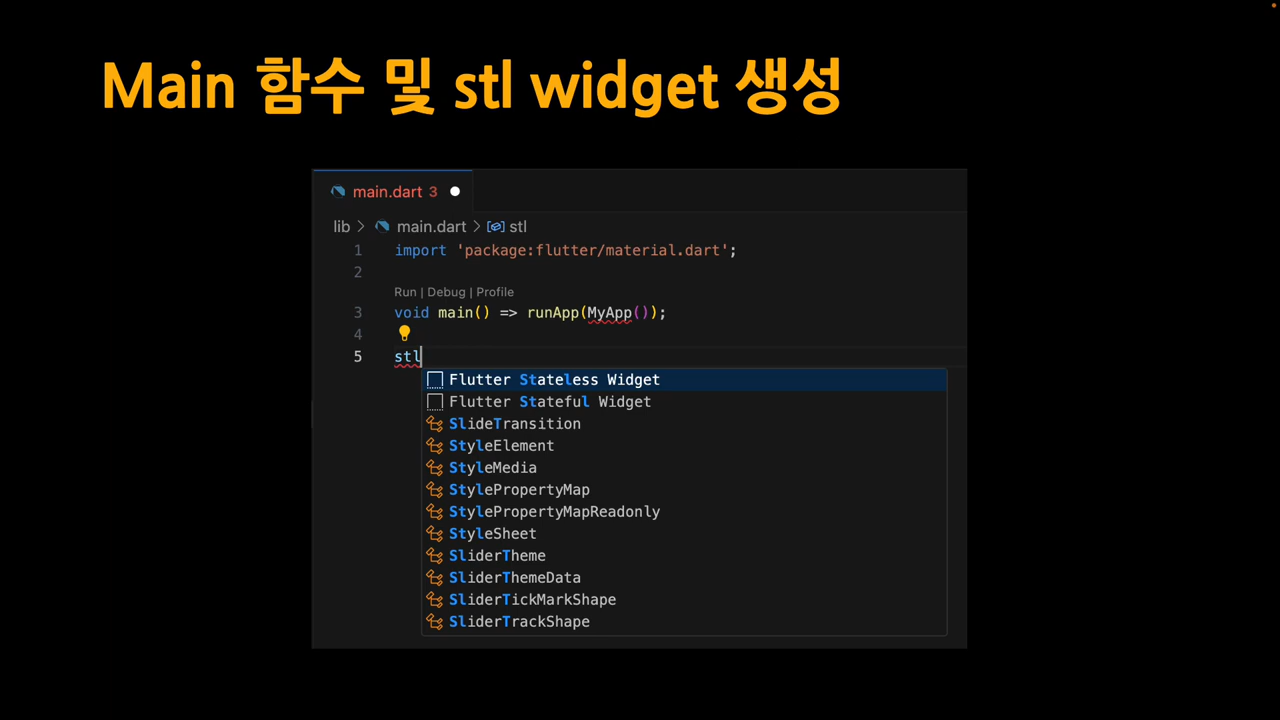 Main 함수 및 stl widget 생성
main.dart 3
lib > main.dart > stl
1 import 'package:flutter/material.dart';
2
Run | Debug | Profile
3 void main() => runApp(MyApp());
4
5 stl
Flutter Stateless Widget
Flutter Stateful Widget
SlideTransition
StyleElement
StyleMedia
StylePropertyMap
StylePropertyMapReadonly
StyleSheet
SliderTheme
SliderThemeData
SliderTickMarkShape
SliderTrackShape